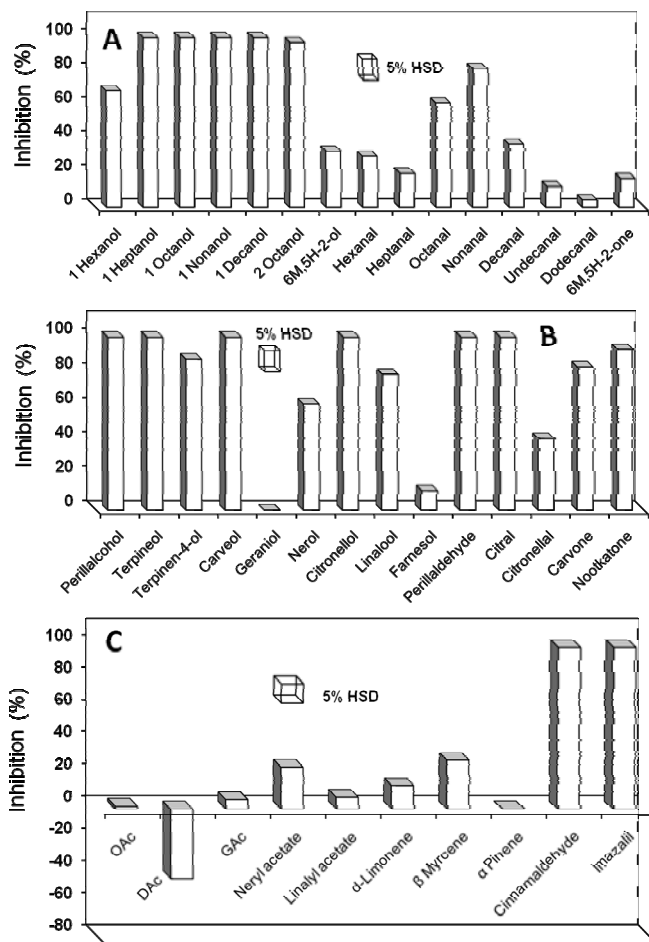 A
5% HSD
Inhibition (%)
100
80
60
40
20
0
1 Hexanol
1 Heptanol
1 Octanol
1 Nonanol
1 Decanol
2 Octanol
6M,5H-2-ol
Hexanal
Heptanal
Octanal
Nonanal
Decanal
Undecanal
Dodecanal
6M,5H-2-one
5% HSD
B
Inhibition (%)
100
80
60
40
20
0
Perillalcohol
Terpineol
Terpinen-4-ol
Carveol
Geraniol
Nerol
Citronellol
Linalool
Farnesol
Perillaldehyde
Citral
Citronellal
Carvone
Nootkatone
C
5% HSD
Inhibition (%)
100
80
60
40
20
0
-20
-40
-60
-80
OAc
DAc
GAc
Neryl acetate
Linalyl acetate
d-Limonene
β Myrcene
α Pinene
Cinnamaldehyde
Imazalil